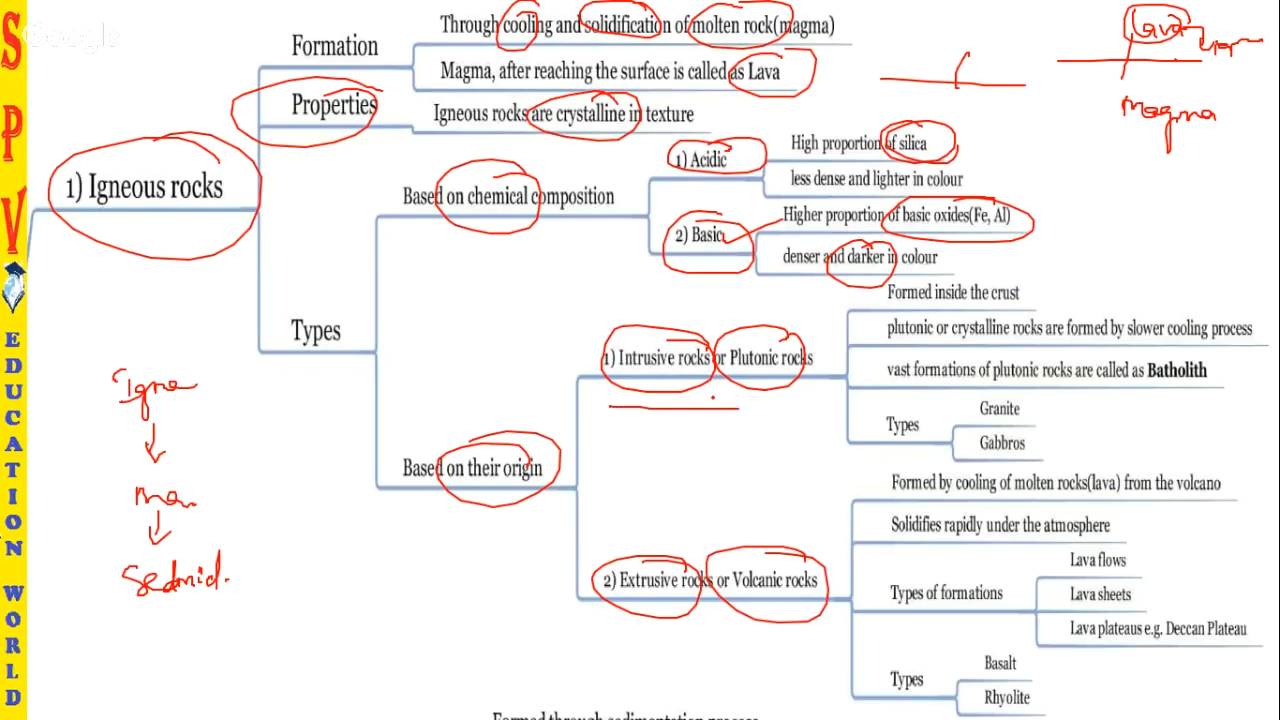 Google
S
P
V
EDUCATION WORLD
1) Igneous rocks
Formation
Through cooling and solidification of molten rock(magma)
Magma, after reaching the surface is called as Lava
Properties
Igneous rocks are crystalline in texture
Types
Based on chemical composition
1) Acidic
High proportion of silica
less dense and lighter in colour
2) Basic
Higher proportion of basic oxides(Fe, Al)
denser and darker in colour
Based on their origin
1) Intrusive rocks or Plutonic rocks
Formed inside the crust
plutonic or crystalline rocks are formed by slower cooling process
vast formations of plutonic rocks are called as Batholith
Types
Granite
Gabbros
2) Extrusive rocks or Volcanic rocks
Formed by cooling of molten rocks(lava) from the volcano
Solidifies rapidly under the atmosphere
Types of formations
Lava flows
Lava sheets
Lava plateaus e.g. Deccan Plateau
Types
Basalt
Rhyolite
Formed through sedimentation process
Lava
Magma
Igne